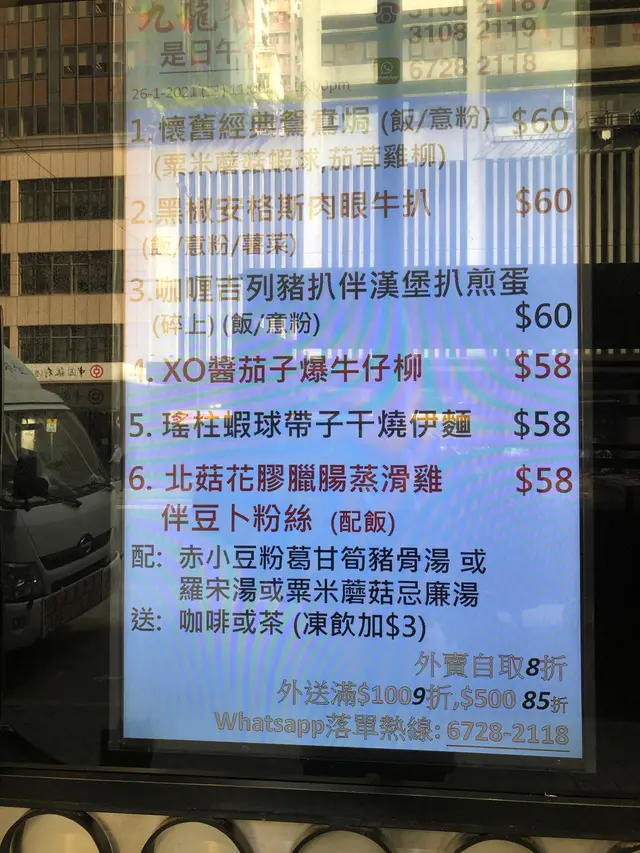 九龍
3108 2119
是日午
6728 2118
26-1-2021
1.懷舊經典鴛鴦焗 (飯/意粉) $60
(粟米蘑菇蝦球,茄茸雞柳)
2.黑椒安格斯肉眼牛扒 $60
(飯/意粉/薯菜)
3.咖喱吉列豬扒伴漢堡扒煎蛋
(碎上) (飯/意粉) $60
4. XO醬茄子爆牛仔柳 $58
5. 瑤柱蝦球帶子干燒伊麵 $58
6. 北菇花膠臘腸蒸滑雞 $58
伴豆卜粉絲 (配飯)
配: 赤小豆粉葛甘筍豬骨湯 或
羅宋湯或粟米蘑菇忌廉湯
送: 咖啡或茶 (凍飲加$3)
外賣自取8折
外送滿$100 9折,$500 85折
Whatsapp落單熱線: 6728-2118